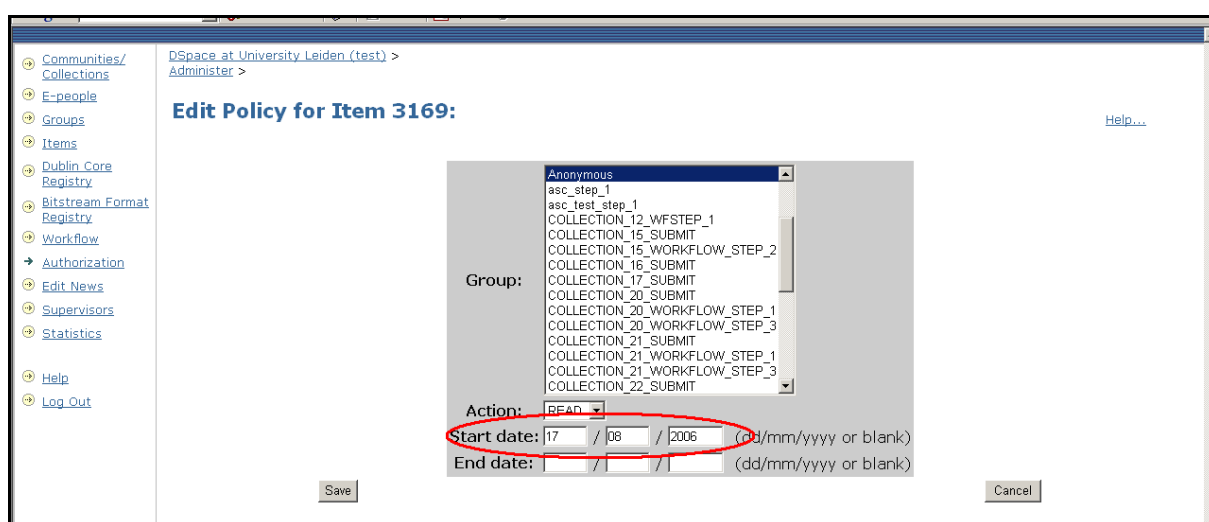 Communities/
Collections
E-people
Groups
Items
Dublin Core
Registry
Bitstream Format
Registry
Workflow
Authorization
Edit News
Supervisors
Statistics
Help
Log Out
DSpace at University Leiden (test) >
Administer >
Edit Policy for Item 3169:
Help...
Group:
Anonymous
asc_step_1
asc_test_step_1
COLLECTION_12_WFSTEP_1
COLLECTION_15_SUBMIT
COLLECTION_15_WORKFLOW_STEP_2
COLLECTION_16_SUBMIT
COLLECTION_17_SUBMIT
COLLECTION_20_SUBMIT
COLLECTION_20_WORKFLOW_STEP_1
COLLECTION_20_WORKFLOW_STEP_3
COLLECTION_21_SUBMIT
COLLECTION_21_WORKFLOW_STEP_1
COLLECTION_21_WORKFLOW_STEP_3
COLLECTION_22_SUBMIT
Action: READ
Start date: 17 / 08 / 2006 (dd/mm/yyyy or blank)
End date: / / (dd/mm/yyyy or blank)
Save Cancel